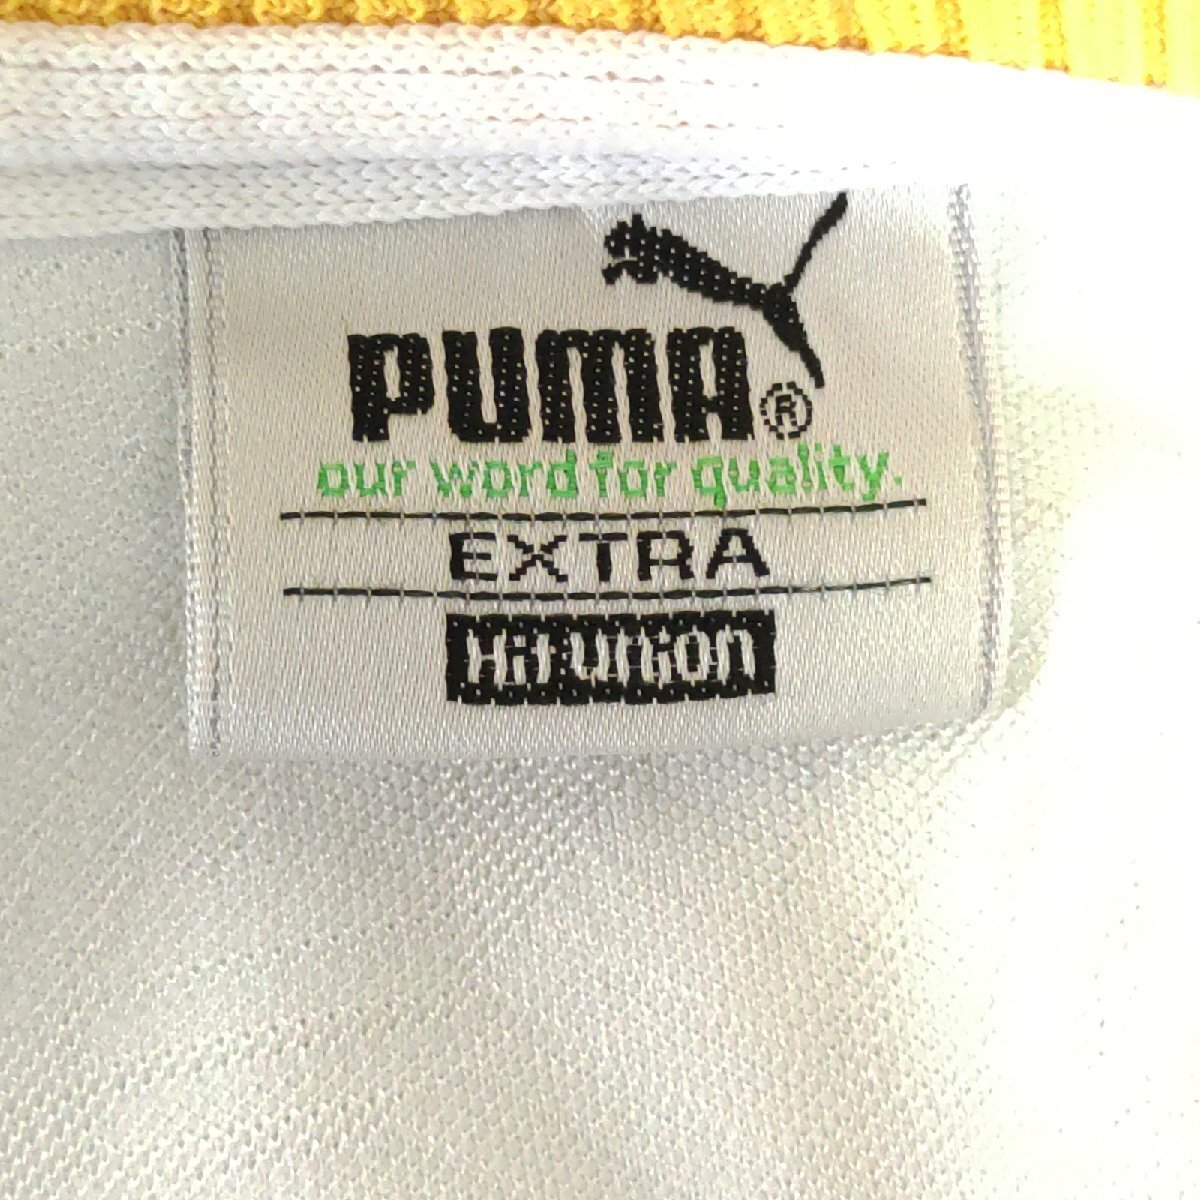 PUMA®
our word for quality.
EXTRA
Hit union